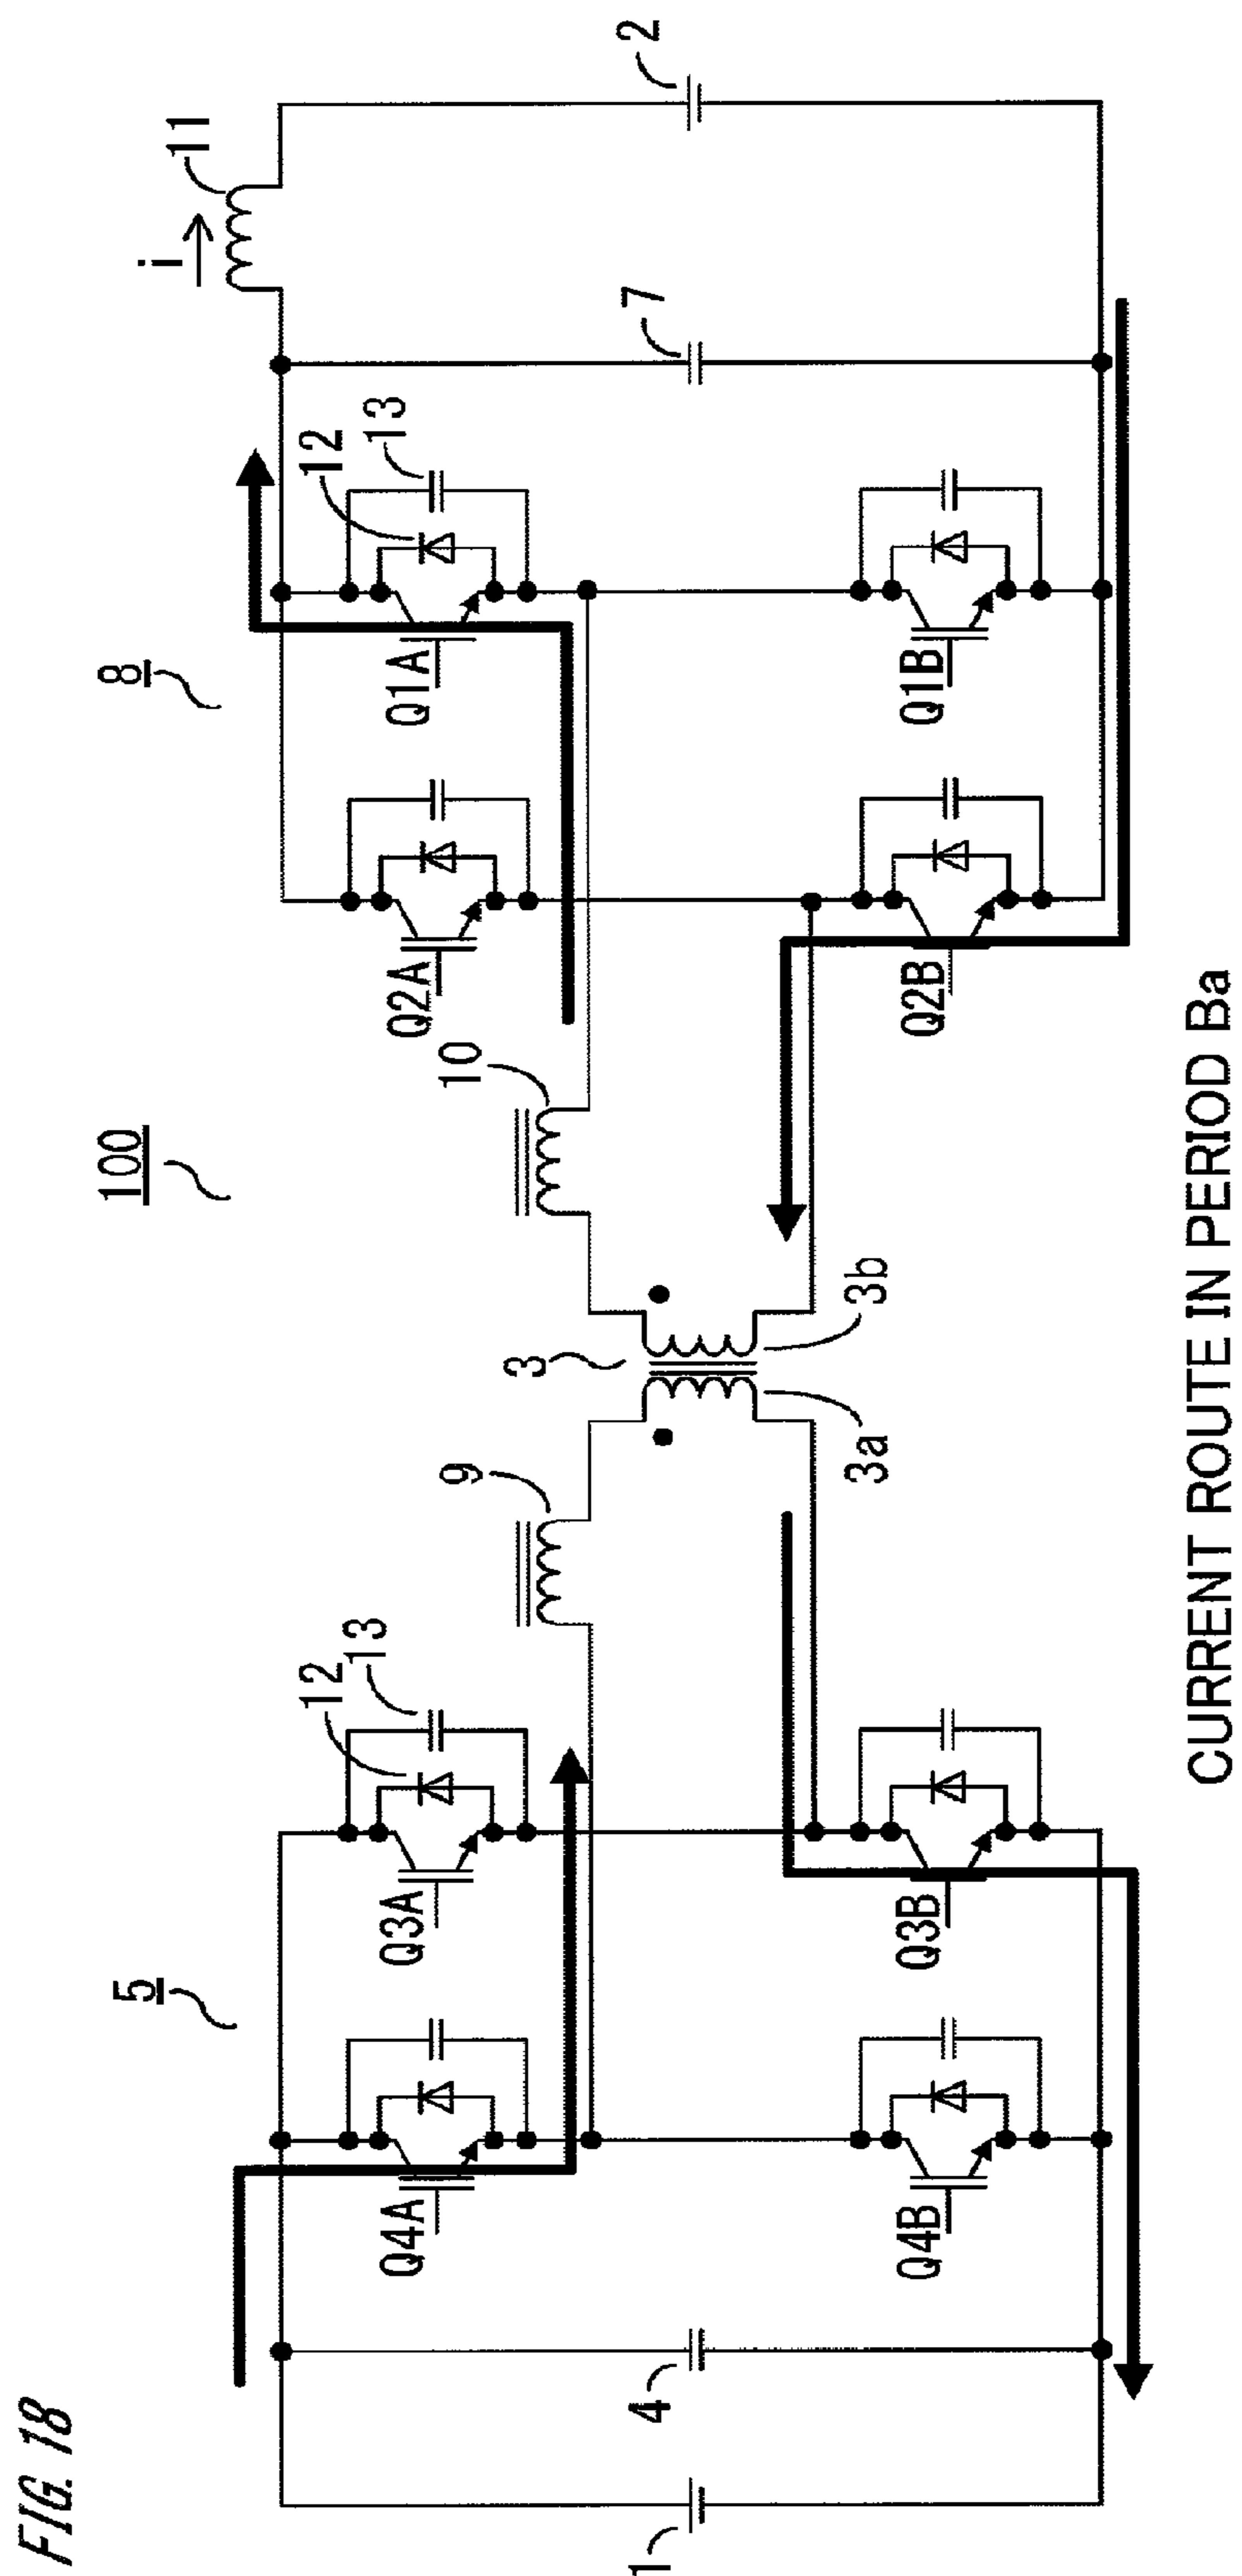 FIG. 18
100
5
8
i
11
12
13
12
13
Q4A
Q3A
9
10
Q2A
Q1A
1
4
3
7
2
3a
3b
Q4B
Q3B
Q2B
Q1B
CURRENT ROUTE IN PERIOD Ba